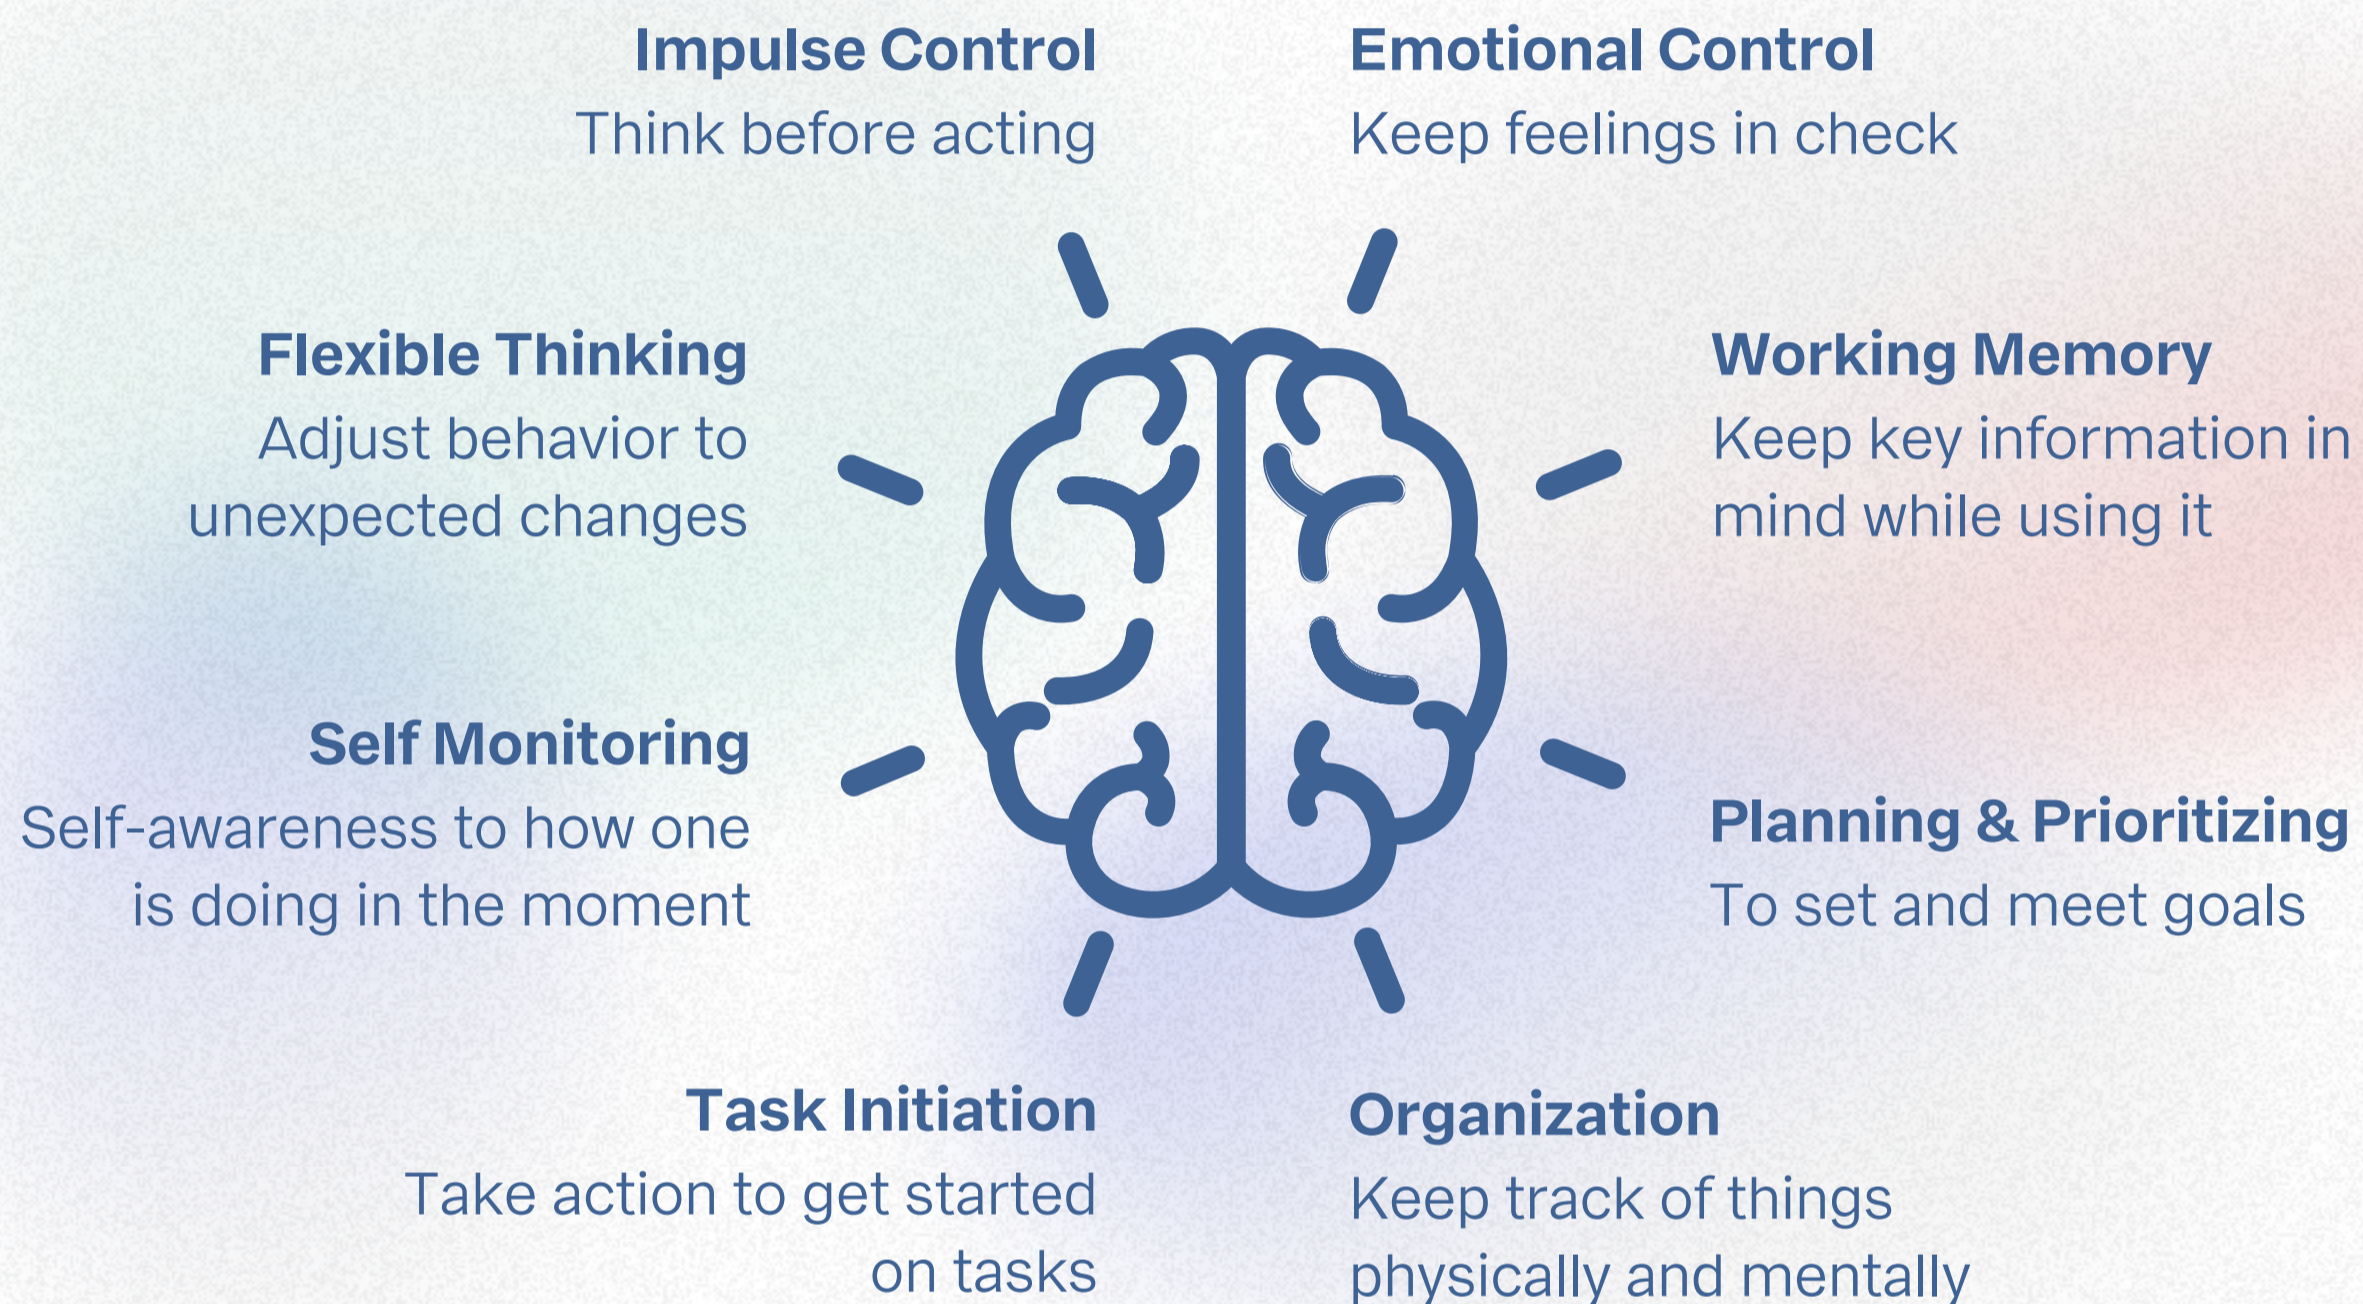 Impulse Control
Think before acting
Emotional Control
Keep feelings in check
Flexible Thinking
Adjust behavior to
unexpected changes
Working Memory
Keep key information in
mind while using it
Self Monitoring
Self-awareness to how one
is doing in the moment
Planning & Prioritizing
To set and meet goals
Task Initiation
Take action to get started
on tasks
Organization
Keep track of things
physically and mentally